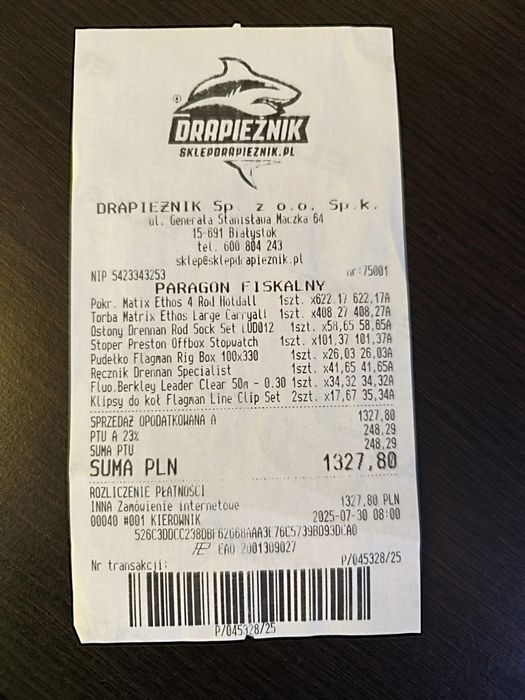 ®
DRAPIEŻNIK
SKLEPDRAPIEZNIK.PL
DRAPIEŻNIK Sp. z o.o. Sp.k.
ul. Generała Stanisława Maczka 64
15-691 Białystok
tel. 600 804 243
sklep@sklepdrapieznik.pl
NIP 5423343253 nr:75001
PARAGON FISKALNY
Pokr. Matix Ethos 4 Rod Holdall 1szt. x622,17 622,17A
Torba Matrix Ethos Large Carryall 1szt. x408,27 408,27A
Osłony Drennan Rod Sock Set LUD012 1szt. x58,65 58,65A
Stoper Preston Offbox Stopwatch 1szt. x101,37 101,37A
Pudełko Flagman Rig Box 100x330 1szt. x26,03 26,03A
Ręcznik Drennan Specialist 1szt. x41,65 41,65A
Fluo.Berkley Leader Clear 50m - 0.30 1szt. x34,32 34,32A
Klipsy do koł Flagman Line Clip Set 2szt. x17,67 35,34A
SPRZEDAŻ OPODATKOWANA A 1327,80
PTU A 23% 248,29
SUMA PTU 248,29
SUMA PLN 1327,80
ROZLICZENIE PŁATNOŚCI
INNA Zamówienie internetowe 1327,80 PLN
00040 #001 KIEROWNIK 2025-07-30 08:00
EAU 2001309027
Nr transakcji: P/045328/25
P/045328/25